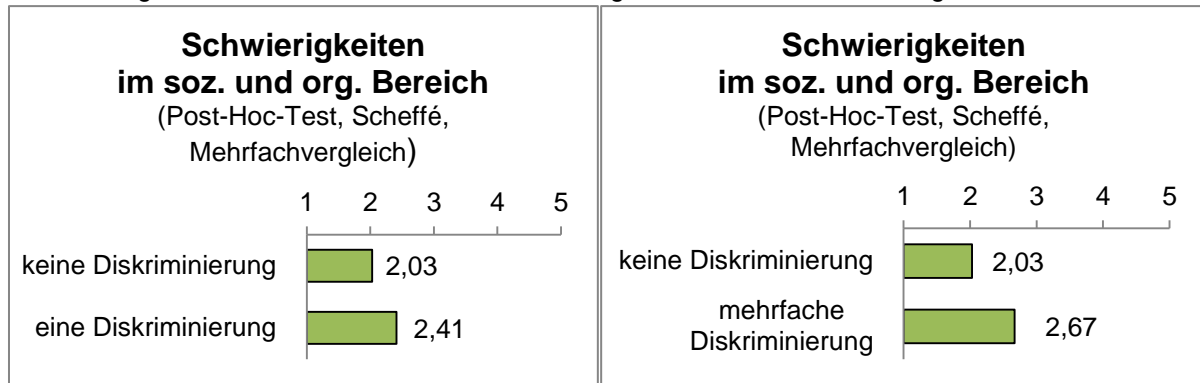 Schwierigkeiten
im soz. und org. Bereich
(Post-Hoc-Test, Scheffé,
Mehrfachvergleich)
1 2 3 4 5
keine Diskriminierung 2,03
eine Diskriminierung 2,41
Schwierigkeiten
im soz. und org. Bereich
(Post-Hoc-Test, Scheffé,
Mehrfachvergleich)
1 2 3 4 5
keine Diskriminierung 2,03
mehrfache
Diskriminierung 2,67